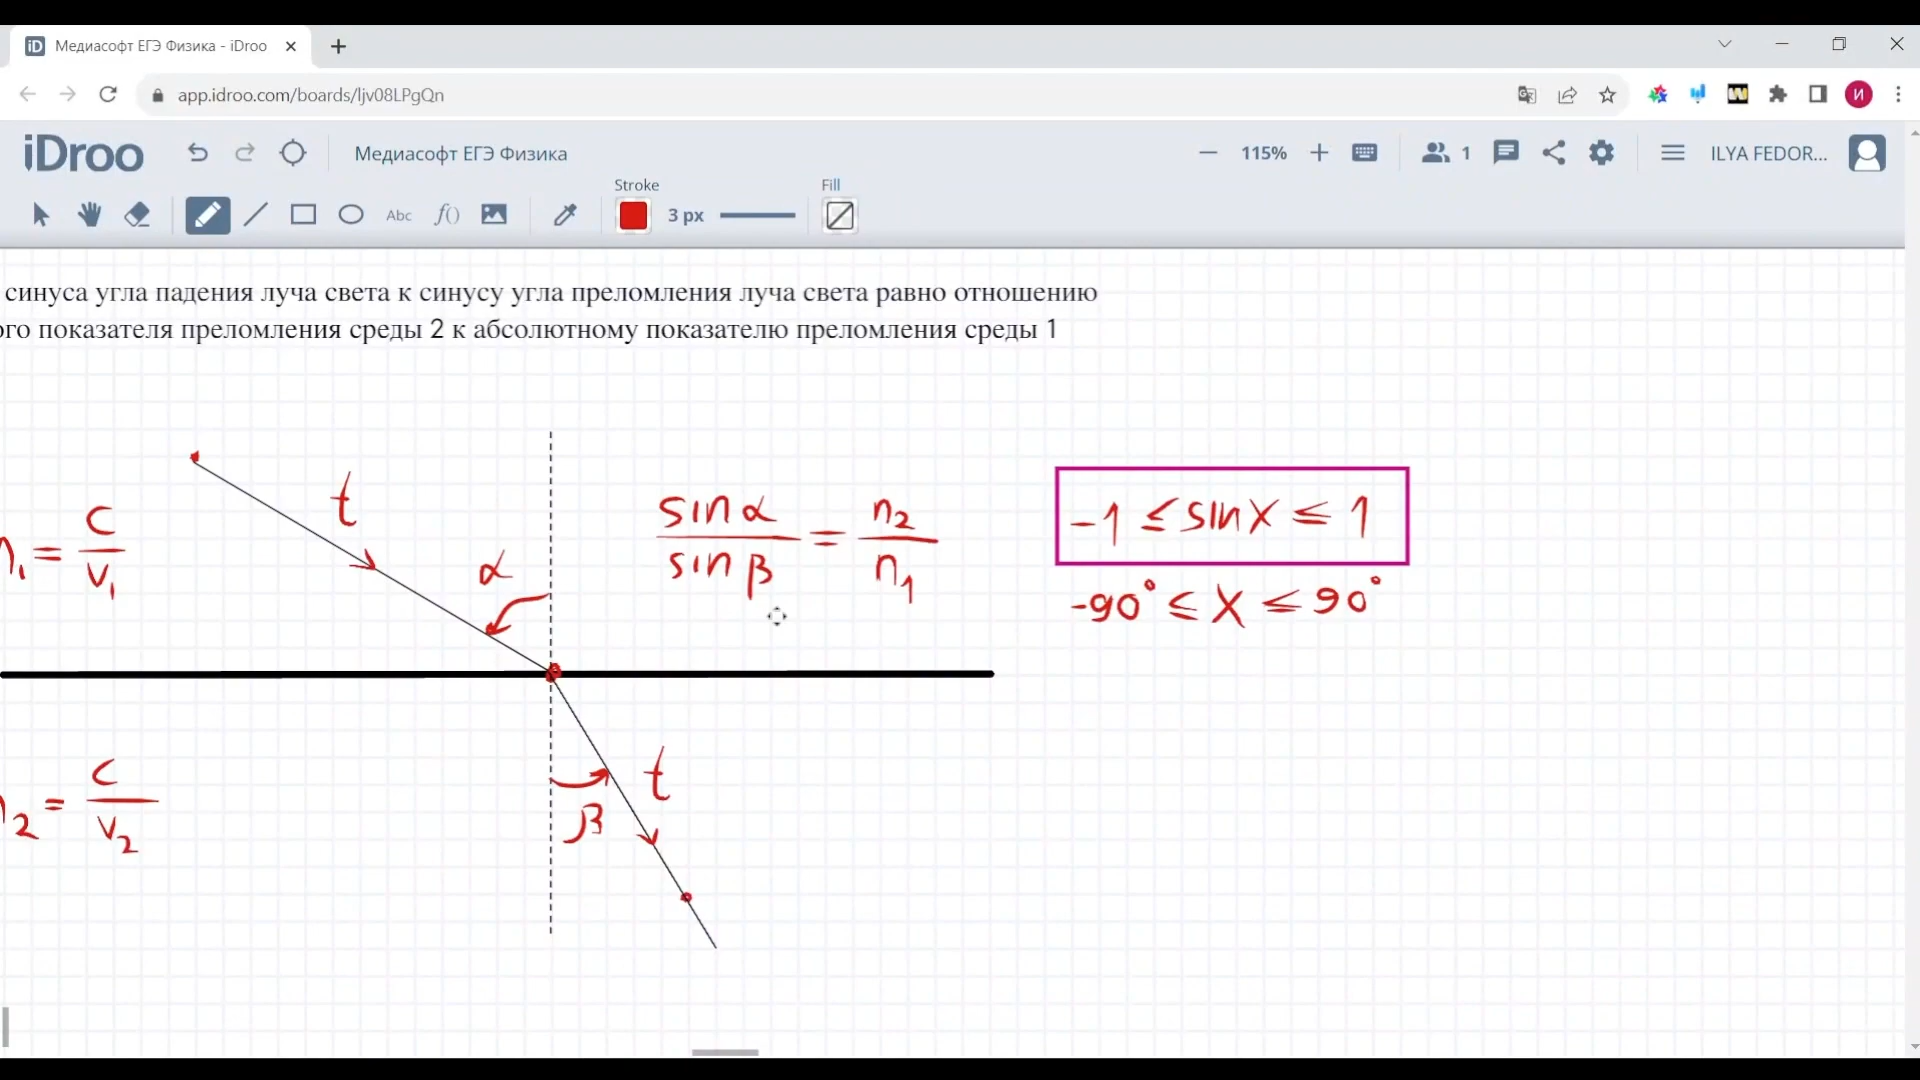 Медиасофт ЕГЭ Физика - iDroo
app.idroo.com/boards/ljv08LPgQn
iDroo
Медиасофт ЕГЭ Физика
115%
1
ILYA FEDOR...
Abc
f()
Stroke
3 px
Fill
синуса угла падения луча света к синусу угла преломления луча света равно отношению
ого показателя преломления среды 2 к абсолютному показателю преломления среды 1
t
α
n₁ = c / v₁
sin α / sin β = n₂ / n₁
-1 ≤ sin x ≤ 1
-90° ≤ x ≤ 90°
n₂ = c / v₂
t
β